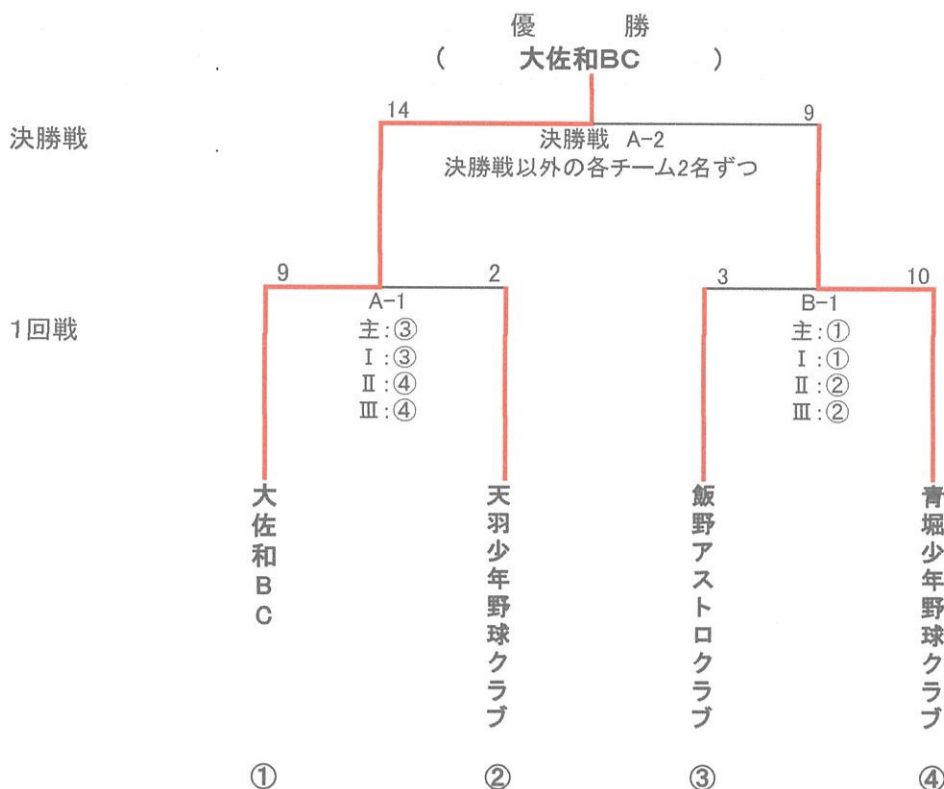 優 勝
( 大佐和BC )
14 9
決勝戦
決勝戦 A-2
決勝戦以外の各チーム2名ずつ
9 2 3 10
A-1 B-1
1回戦
主:③ 主:①
Ⅰ:③ Ⅰ:①
Ⅱ:④ Ⅱ:②
Ⅲ:④ Ⅲ:②
大佐和BC
天羽少年野球クラブ
飯野アストロクラブ
青堀少年野球クラブ
① ② ③ ④